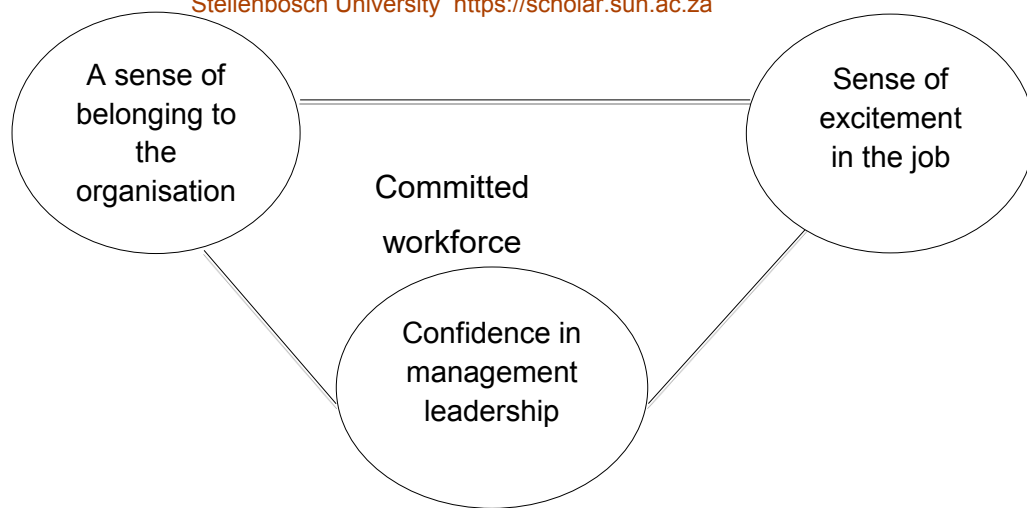 Stellenbosch University https://scholar.sun.ac.za
A sense of
belonging to
the
organisation
Sense of
excitement
in the job
Committed
workforce
Confidence in
management
leadership